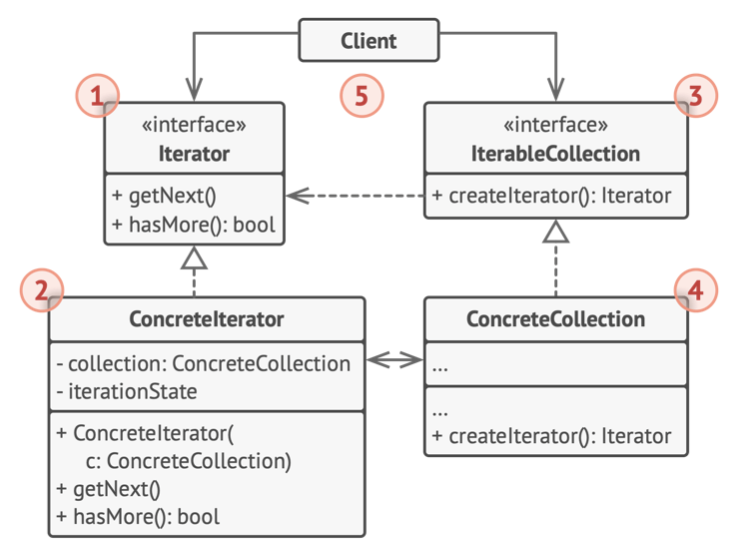 Client
5
1
«interface»
Iterator
+ getNext()
+ hasMore(): bool
3
«interface»
IterableCollection
+ createIterator(): Iterator
2
ConcreteIterator
- collection: ConcreteCollection
- iterationState
+ ConcreteIterator(
c: ConcreteCollection)
+ getNext()
+ hasMore(): bool
4
ConcreteCollection
...
...
+ createIterator(): Iterator